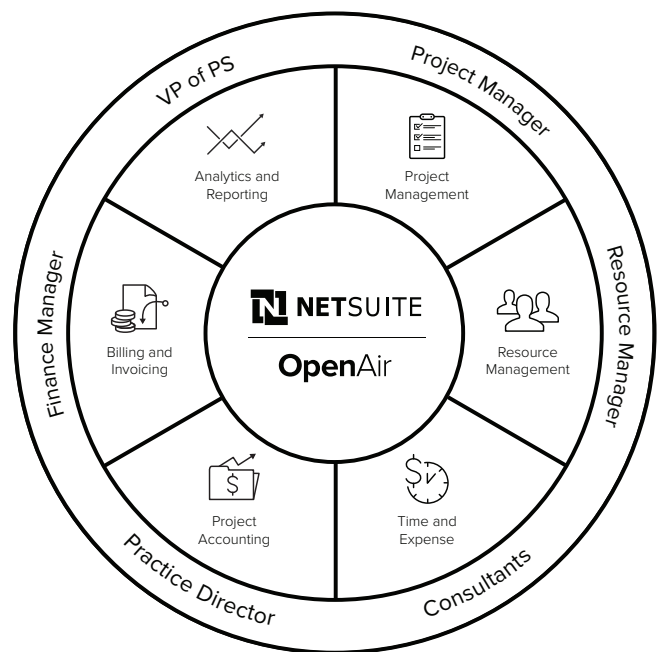 VP of PS
Project Manager
Analytics and
Reporting
Project
Management
Finance Manager
Billing and
Invoicing
N NETSUITE
OpenAir
Resource
Management
Resource Manager
Project
Accounting
$
Time and
Expense
$
Practice Director
Consultants